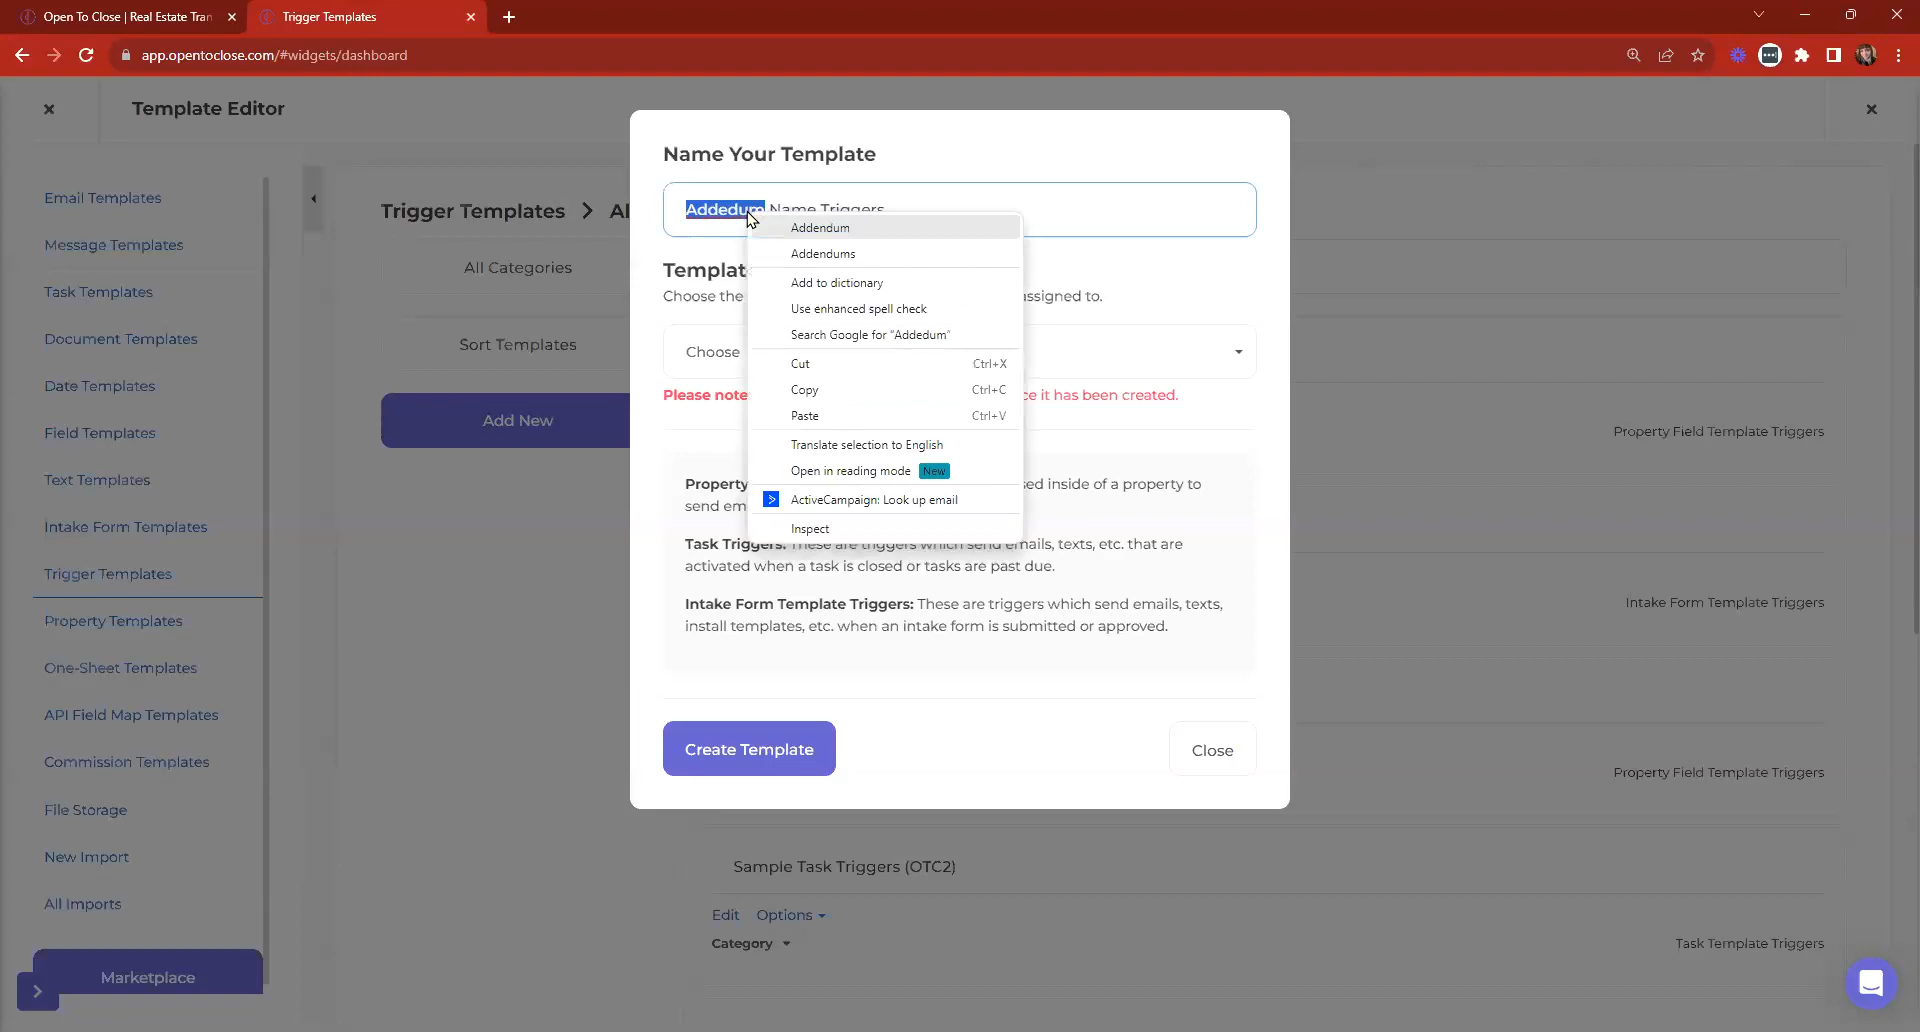 Open To Close | Real Estate Tran
Trigger Templates
app.opentoclose.com/#widgets/dashboard
Template Editor
Email Templates
Message Templates
Task Templates
Document Templates
Date Templates
Field Templates
Text Templates
Intake Form Templates
Trigger Templates
Property Templates
One-Sheet Templates
API Field Map Templates
Commission Templates
File Storage
New Import
All Imports
Marketplace
Trigger Templates > Al
All Categories
Sort Templates
Add New
Name Your Template
Addedum Name Triggers
Templat
Choose the assigned to.
Choose
Please note ce it has been created.
Property sed inside of a property to
send em
Task Triggers: These are triggers which send emails, texts, etc. that are
activated when a task is closed or tasks are past due.
Intake Form Template Triggers: These are triggers which send emails, texts,
install templates, etc. when an intake form is submitted or approved.
Create Template
Close
Addendum
Addendums
Add to dictionary
Use enhanced spell check
Search Google for "Addedum"
Cut Ctrl+X
Copy Ctrl+C
Paste Ctrl+V
Translate selection to English
Open in reading mode New
ActiveCampaign: Look up email
Inspect
Property Field Template Triggers
Intake Form Template Triggers
Property Field Template Triggers
Sample Task Triggers (OTC2)
Edit Options
Category
Task Template Triggers